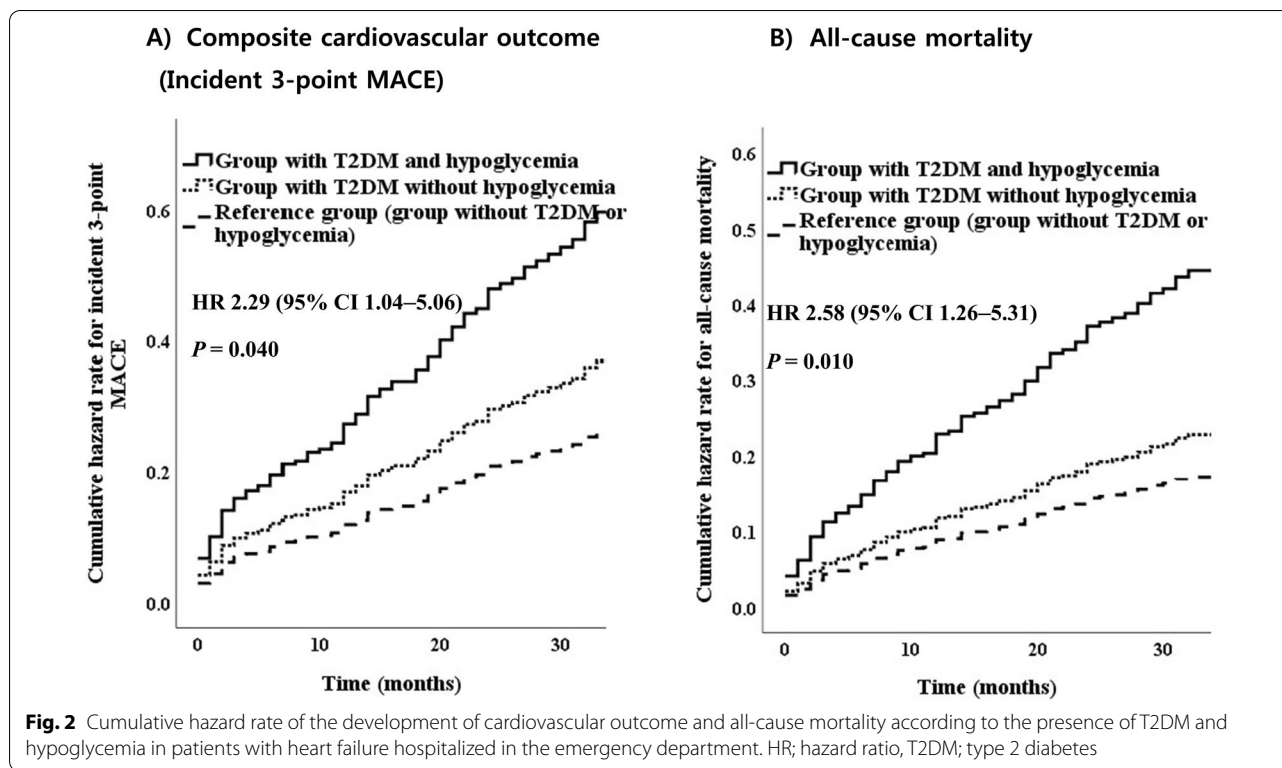 A) Composite cardiovascular outcome
(Incident 3-point MACE)
Cumulative hazard rate for incident 3-point
MACE
Group with T2DM and hypoglycemia
Group with T2DM without hypoglycemia
Reference group (group without T2DM or
hypoglycemia)
HR 2.29 (95% CI 1.04–5.06)
P = 0.040
0.6
0.4
0.2
0.0
0 10 20 30
Time (months)
B) All-cause mortality
Cumulative hazard rate for all-cause mortality
Group with T2DM and hypoglycemia
Group with T2DM without hypoglycemia
Reference group (group without T2DM or
hypoglycemia)
HR 2.58 (95% CI 1.26–5.31)
P = 0.010
0.6
0.5
0.4
0.3
0.2
0.1
0.0
0 10 20 30
Time (months)
Fig. 2 Cumulative hazard rate of the development of cardiovascular outcome and all-cause mortality according to the presence of T2DM and
hypoglycemia in patients with heart failure hospitalized in the emergency department. HR; hazard ratio, T2DM; type 2 diabetes